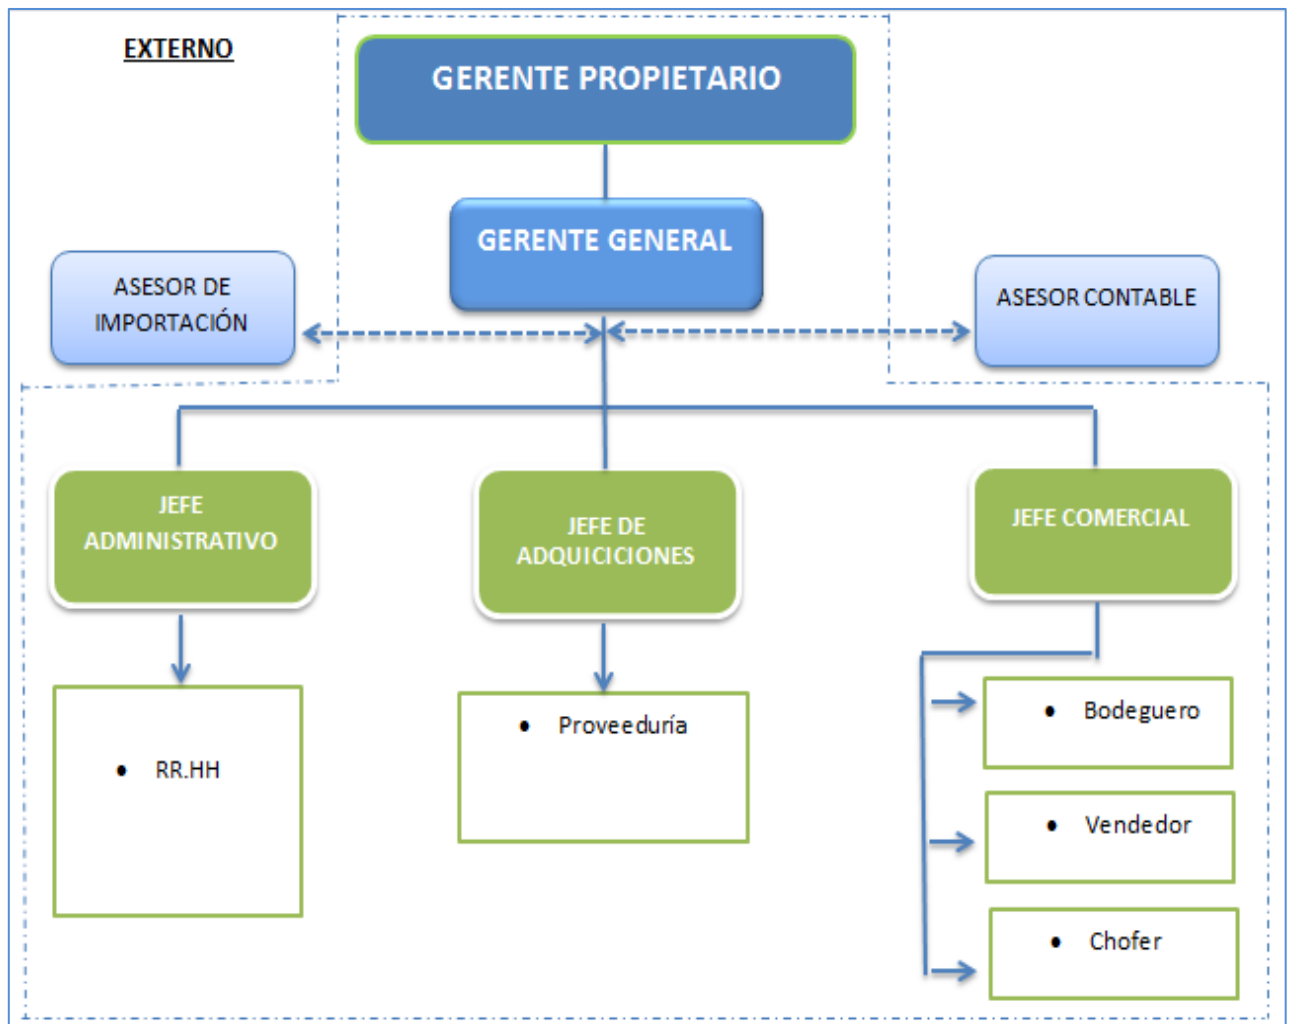 EXTERNO
GERENTE PROPIETARIO
GERENTE GENERAL
ASESOR DE
IMPORTACIÓN
ASESOR CONTABLE
JEFE
ADMINISTRATIVO
JEFE DE
ADQUICICIONES
JEFE COMERCIAL
• RR.HH
• Proveeduría
• Bodeguero
• Vendedor
• Chofer